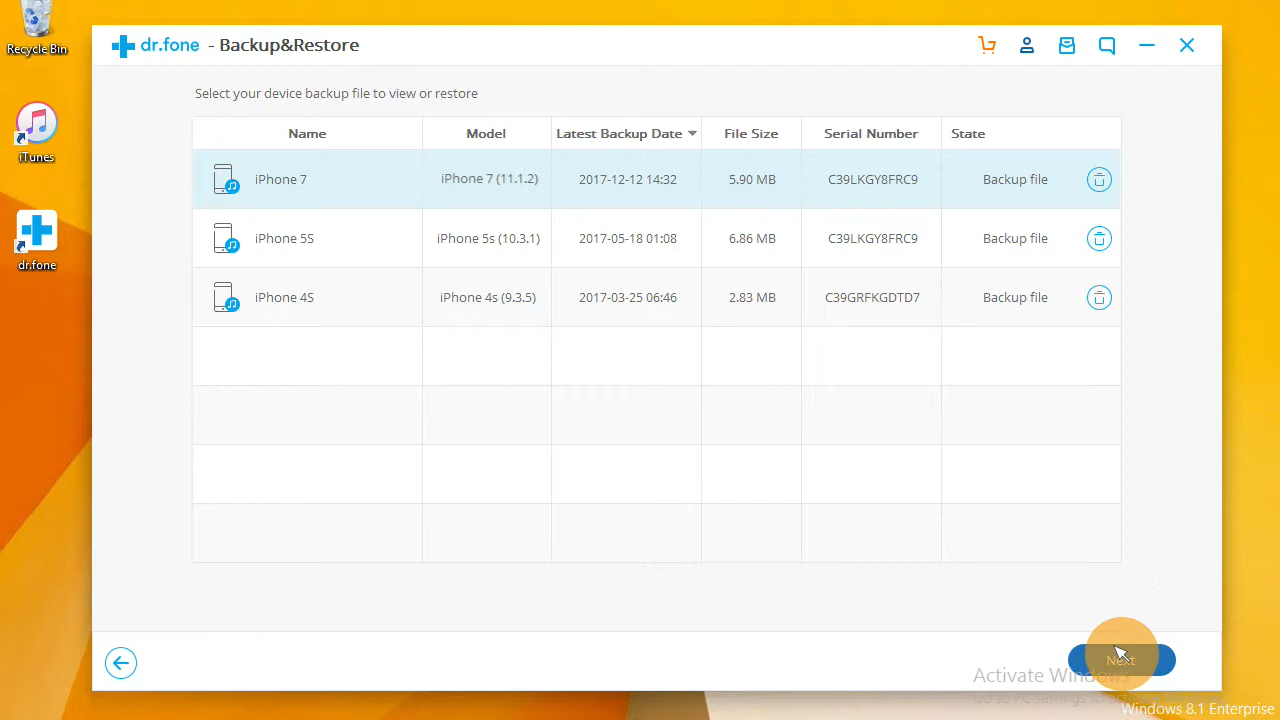 Recycle Bin
iTunes
dr.fone
dr.fone - Backup&Restore
Select your device backup file to view or restore
Name Model Latest Backup Date File Size Serial Number State
iPhone 7 iPhone 7 (11.1.2) 2017-12-12 14:32 5.90 MB C39LKGY8FRC9 Backup file
iPhone 5S iPhone 5s (10.3.1) 2017-05-18 01:08 6.86 MB C39LKGY8FRC9 Backup file
iPhone 4S iPhone 4s (9.3.5) 2017-03-25 06:46 2.83 MB C39GRFKGDTD7 Backup file
Next
Activate Windows
Windows 8.1 Enterprise